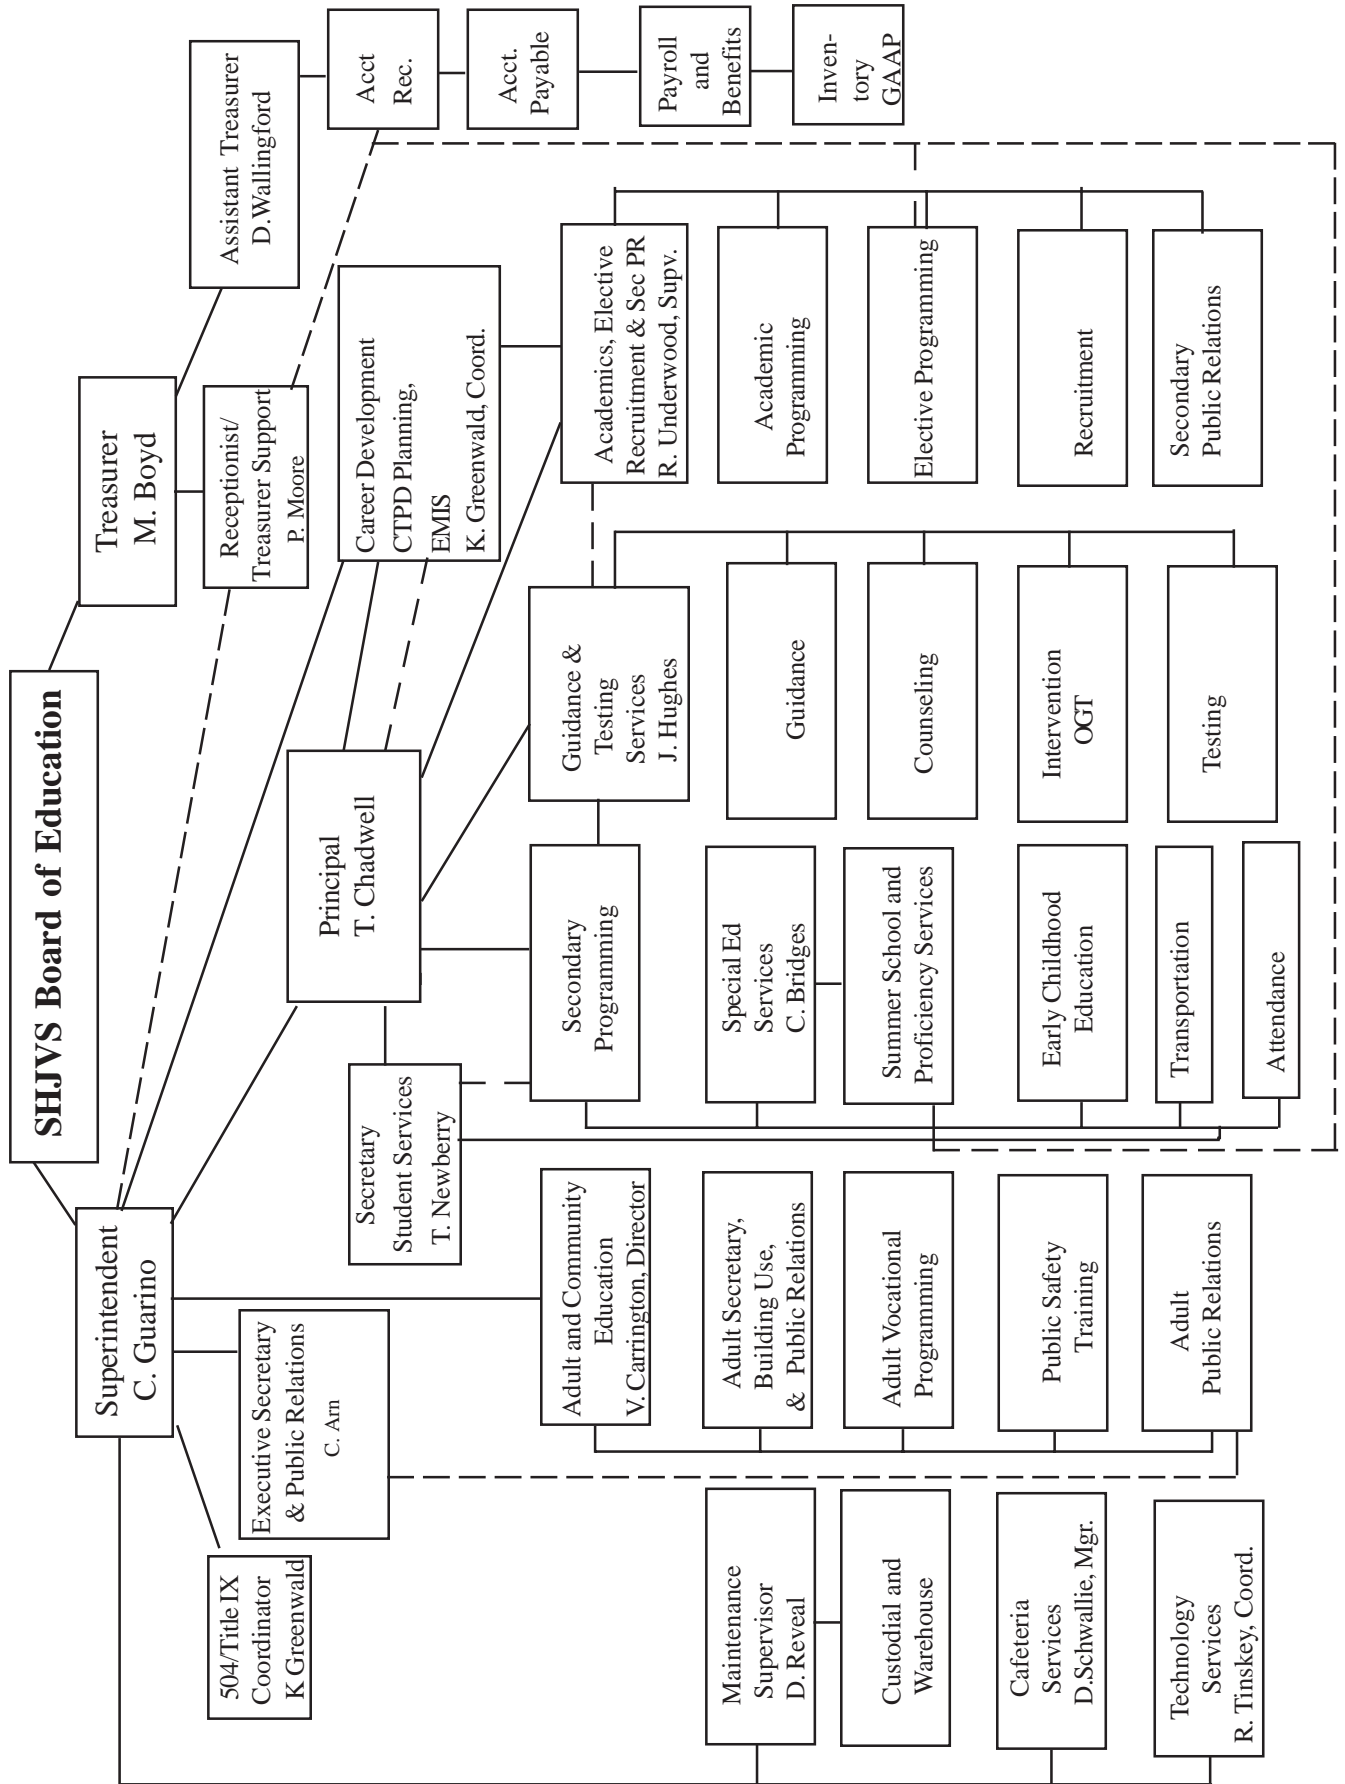 SHJVS Board of Education
Superintendent
C. Guarino
Treasurer
M. Boyd
504/Title IX
Coordinator
K Greenwald
Executive Secretary
& Public Relations
C. Arn
Receptionist/
Treasurer Support
P. Moore
Assistant Treasurer
D.Wallingford
Principal
T. Chadwell
Secretary
Student Services
T. Newberry
Career Development
CTPD Planning,
EMIS
K. Greenwald, Coord.
Acct
Rec.
Acct.
Payable
Payroll
and
Benefits
Inven-
tory
GAAP
Maintenance
Supervisor
D. Reveal
Custodial and
Warehouse
Cafeteria
Services
D.Schwallie, Mgr.
Technology
Services
R. Tinskey, Coord.
Adult and Community
Education
V. Carrington, Director
Adult Secretary,
Building Use,
& Public Relations
Adult Vocational
Programming
Public Safety
Training
Adult
Public Relations
Secondary
Programming
Special Ed
Services
C. Bridges
Summer School and
Proficiency Services
Early Childhood
Education
Transportation
Attendance
Guidance &
Testing
Services
J. Hughes
Guidance
Counseling
Intervention
OGT
Testing
Academics, Elective
Recruitment & Sec PR
R. Underwood, Supv.
Academic
Programming
Elective Programming
Recruitment
Secondary
Public Relations